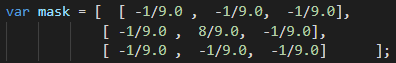 var mask = [  [ -1/9.0 ,  -1/9.0,  -1/9.0],
[ -1/9.0 ,  8/9.0,  -1/9.0],
[ -1/9.0 ,  -1/9.0,  -1/9.0]      ];